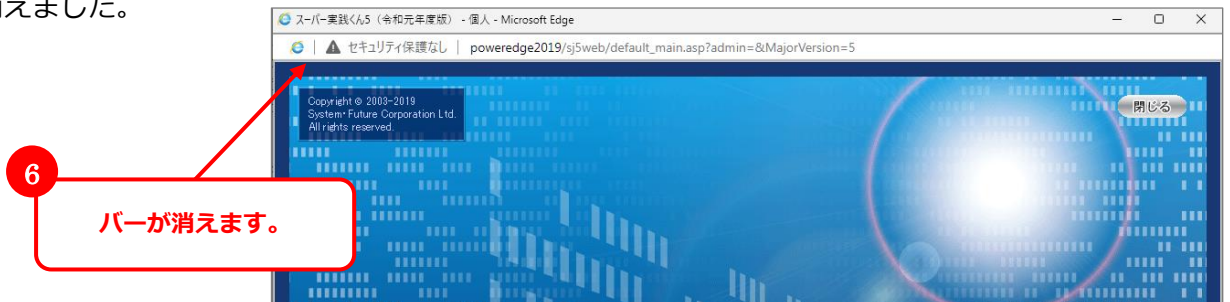 消えました。
スーパー実践くん5（令和元年度版） - 個人 - Microsoft Edge
セキュリティ保護なし | poweredge2019/sj5web/default_main.asp?admin=&MajorVersion=5
Copyright © 2003-2019
System・Future Corporation Ltd.
All rights reserved.
閉じる
6
バーが消えます。